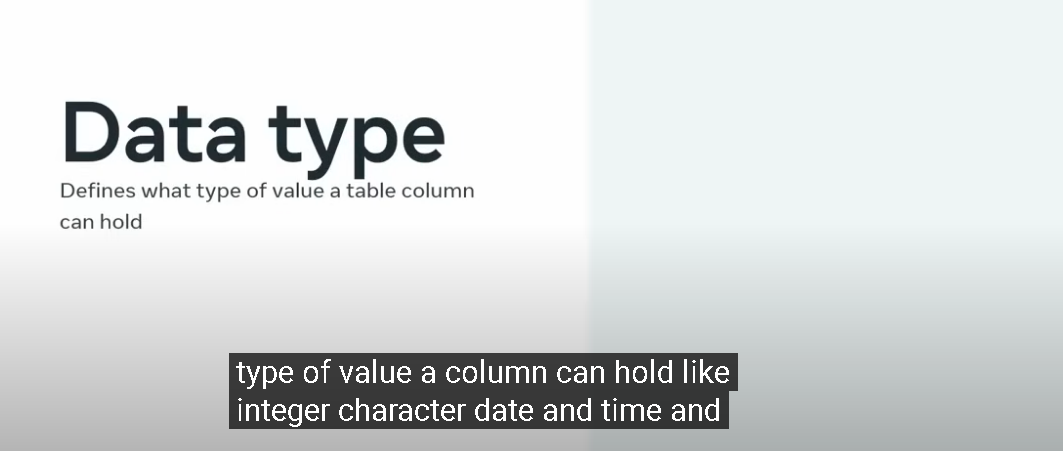 Data type
Defines what type of value a table column
can hold
type of value a column can hold like
integer character date and time and